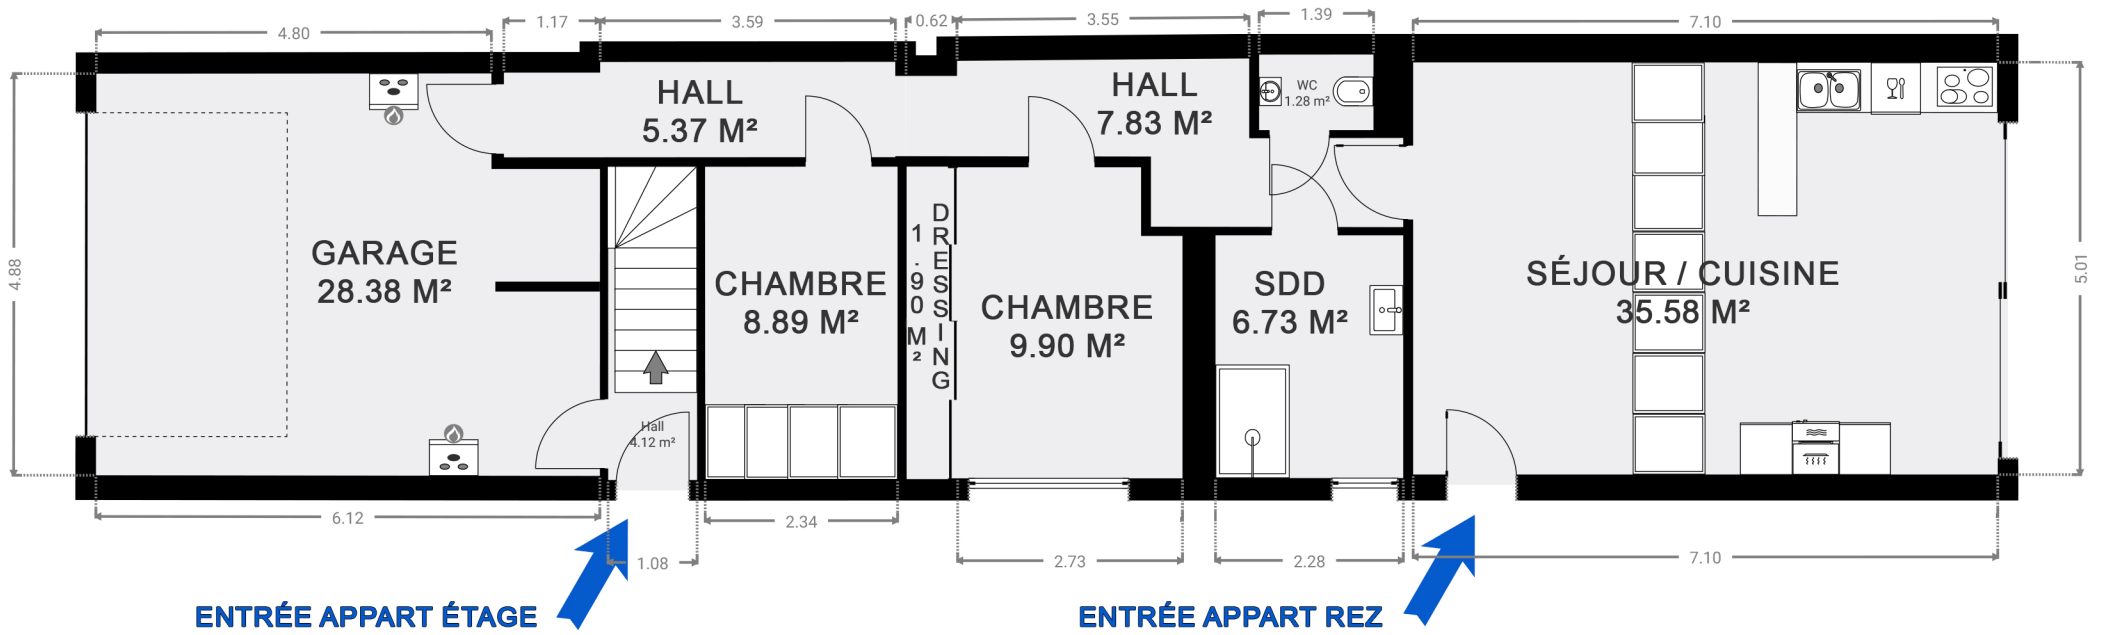 4.80
1.17
3.59
0.62
3.55
1.39
7.10
HALL
5.37 M²
HALL
7.83 M²
WC
1.28 m²
4.88
GARAGE
28.38 M²
CHAMBRE
8.89 M²
DRESSING
1.90 M²
CHAMBRE
9.90 M²
SDD
6.73 M²
SÉJOUR / CUISINE
35.58 M²
5.01
Hall
4.12 m²
6.12
2.34
1.08
2.73
2.28
7.10
ENTRÉE APPART ÉTAGE
ENTRÉE APPART REZ